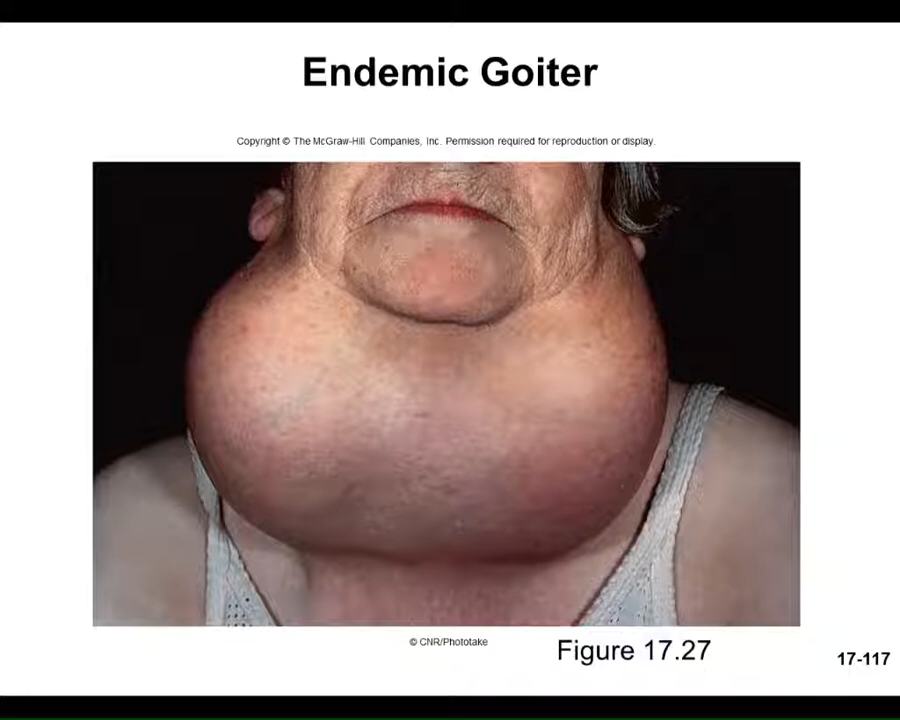 Endemic Goiter
Copyright © The McGraw-Hill Companies, Inc. Permission required for reproduction or display.
© CNR/Phototake
Figure 17.27
17-117